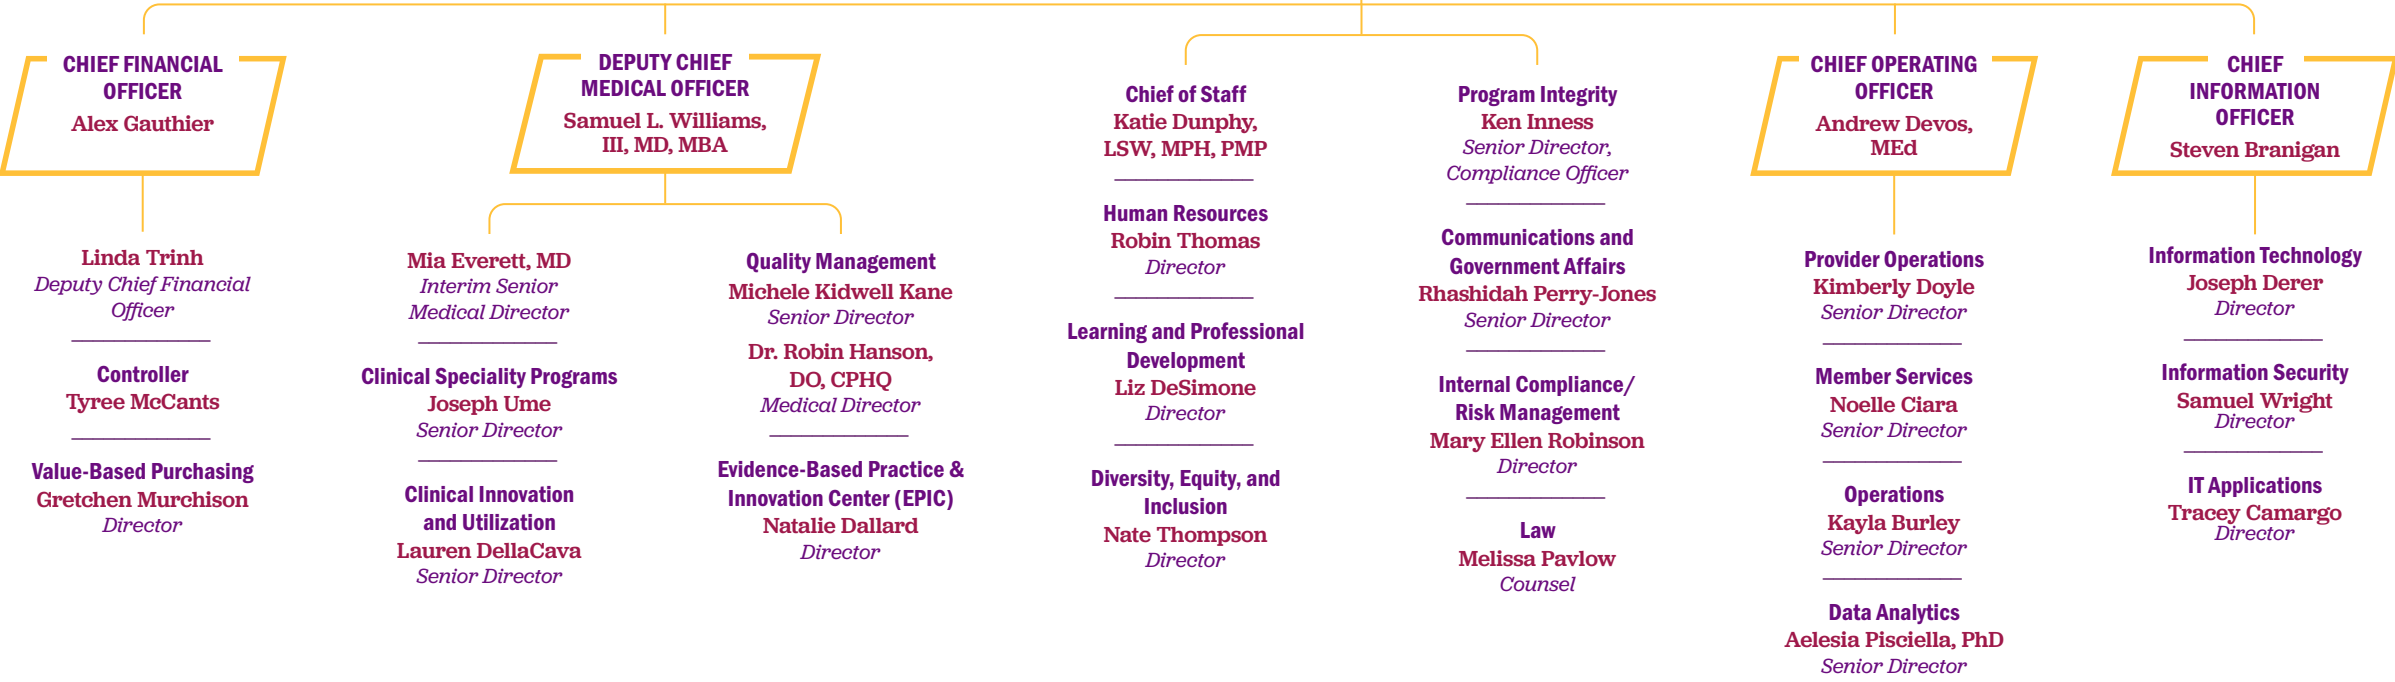 CHIEF FINANCIAL
OFFICER
Alex Gauthier
Linda Trinh
Deputy Chief Financial
Officer
Controller
Tyree McCants
Value-Based Purchasing
Gretchen Murchison
Director
DEPUTY CHIEF
MEDICAL OFFICER
Samuel L. Williams,
III, MD, MBA
Mia Everett, MD
Interim Senior
Medical Director
Clinical Speciality Programs
Joseph Ume
Senior Director
Clinical Innovation
and Utilization
Lauren DellaCava
Senior Director
Quality Management
Michele Kidwell Kane
Senior Director
Dr. Robin Hanson,
DO, CPHQ
Medical Director
Evidence-Based Practice &
Innovation Center (EPIC)
Natalie Dallard
Director
Chief of Staff
Katie Dunphy,
LSW, MPH, PMP
Human Resources
Robin Thomas
Director
Learning and Professional
Development
Liz DeSimone
Director
Diversity, Equity, and
Inclusion
Nate Thompson
Director
Program Integrity
Ken Inness
Senior Director,
Compliance Officer
Communications and
Government Affairs
Rhashidah Perry-Jones
Senior Director
Internal Compliance/
Risk Management
Mary Ellen Robinson
Director
Law
Melissa Pavlow
Counsel
CHIEF OPERATING
OFFICER
Andrew Devos,
MEd
Provider Operations
Kimberly Doyle
Senior Director
Member Services
Noelle Ciara
Senior Director
Operations
Kayla Burley
Senior Director
Data Analytics
Aelesia Pisciella, PhD
Senior Director
CHIEF
INFORMATION
OFFICER
Steven Branigan
Information Technology
Joseph Derer
Director
Information Security
Samuel Wright
Director
IT Applications
Tracey Camargo
Director